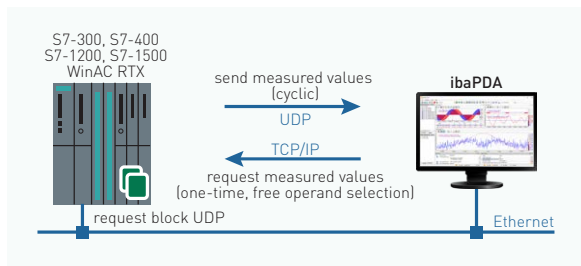 S7-300, S7-400
S7-1200, S7-1500
WinAC RTX
send measured values
(cyclic)
UDP
ibaPDA
TCP/IP
request measured values
(one-time, free operand selection)
request block UDP
Ethernet